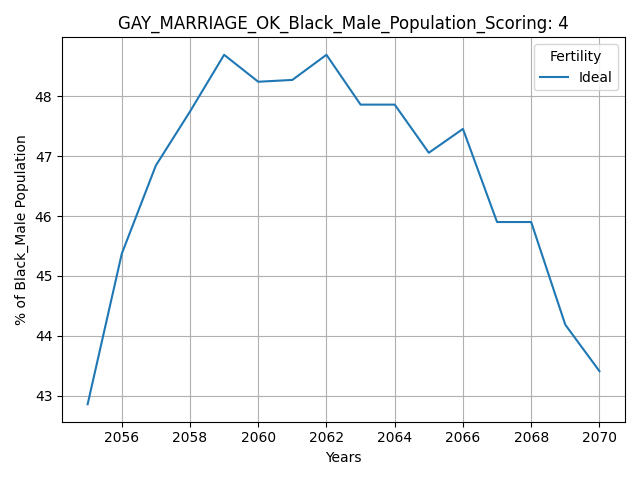 GAY_MARRIAGE_OK_Black_Male_Population_Scoring: 4
Fertility
Ideal
% of Black_Male Population
48
47
46
45
44
43
2056 2058 2060 2062 2064 2066 2068 2070
Years